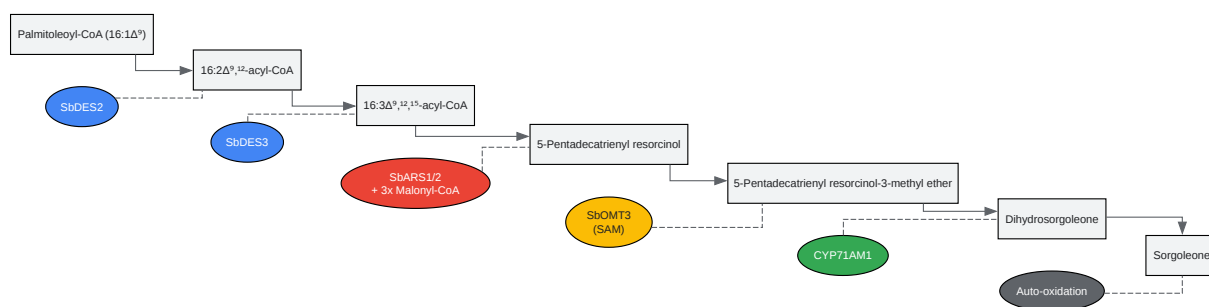 Palmitoleoyl-CoA (16:1Δ⁹)
16:2Δ⁹,¹²-acyl-CoA
SbDES2
16:3Δ⁹,¹²,¹⁵-acyl-CoA
SbDES3
5-Pentadecatrienyl resorcinol
SbARS1/2
+ 3x Malonyl-CoA
5-Pentadecatrienyl resorcinol-3-methyl ether
SbOMT3
(SAM)
Dihydrosorgoleone
CYP71AM1
Sorgoleone
Auto-oxidation